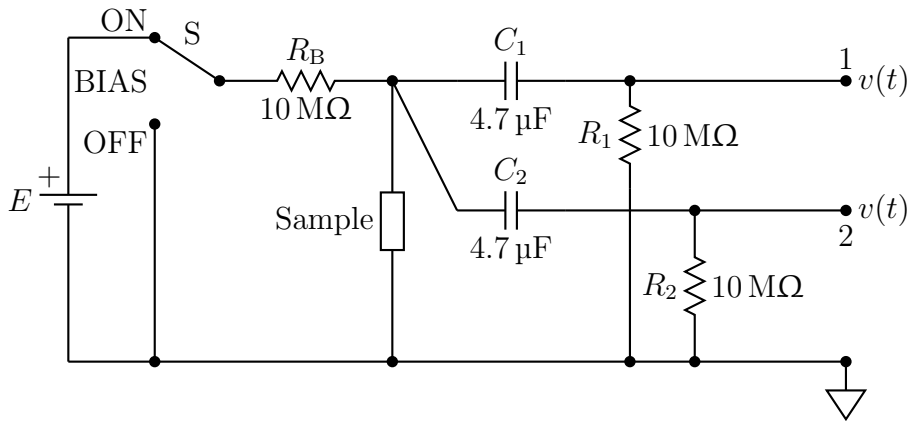 ON
S
BIAS
OFF
R_B
10 MΩ
C_1
4.7 µF
1
v(t)
R_1
10 MΩ
+
E
Sample
C_2
4.7 µF
v(t)
2
R_2
10 MΩ